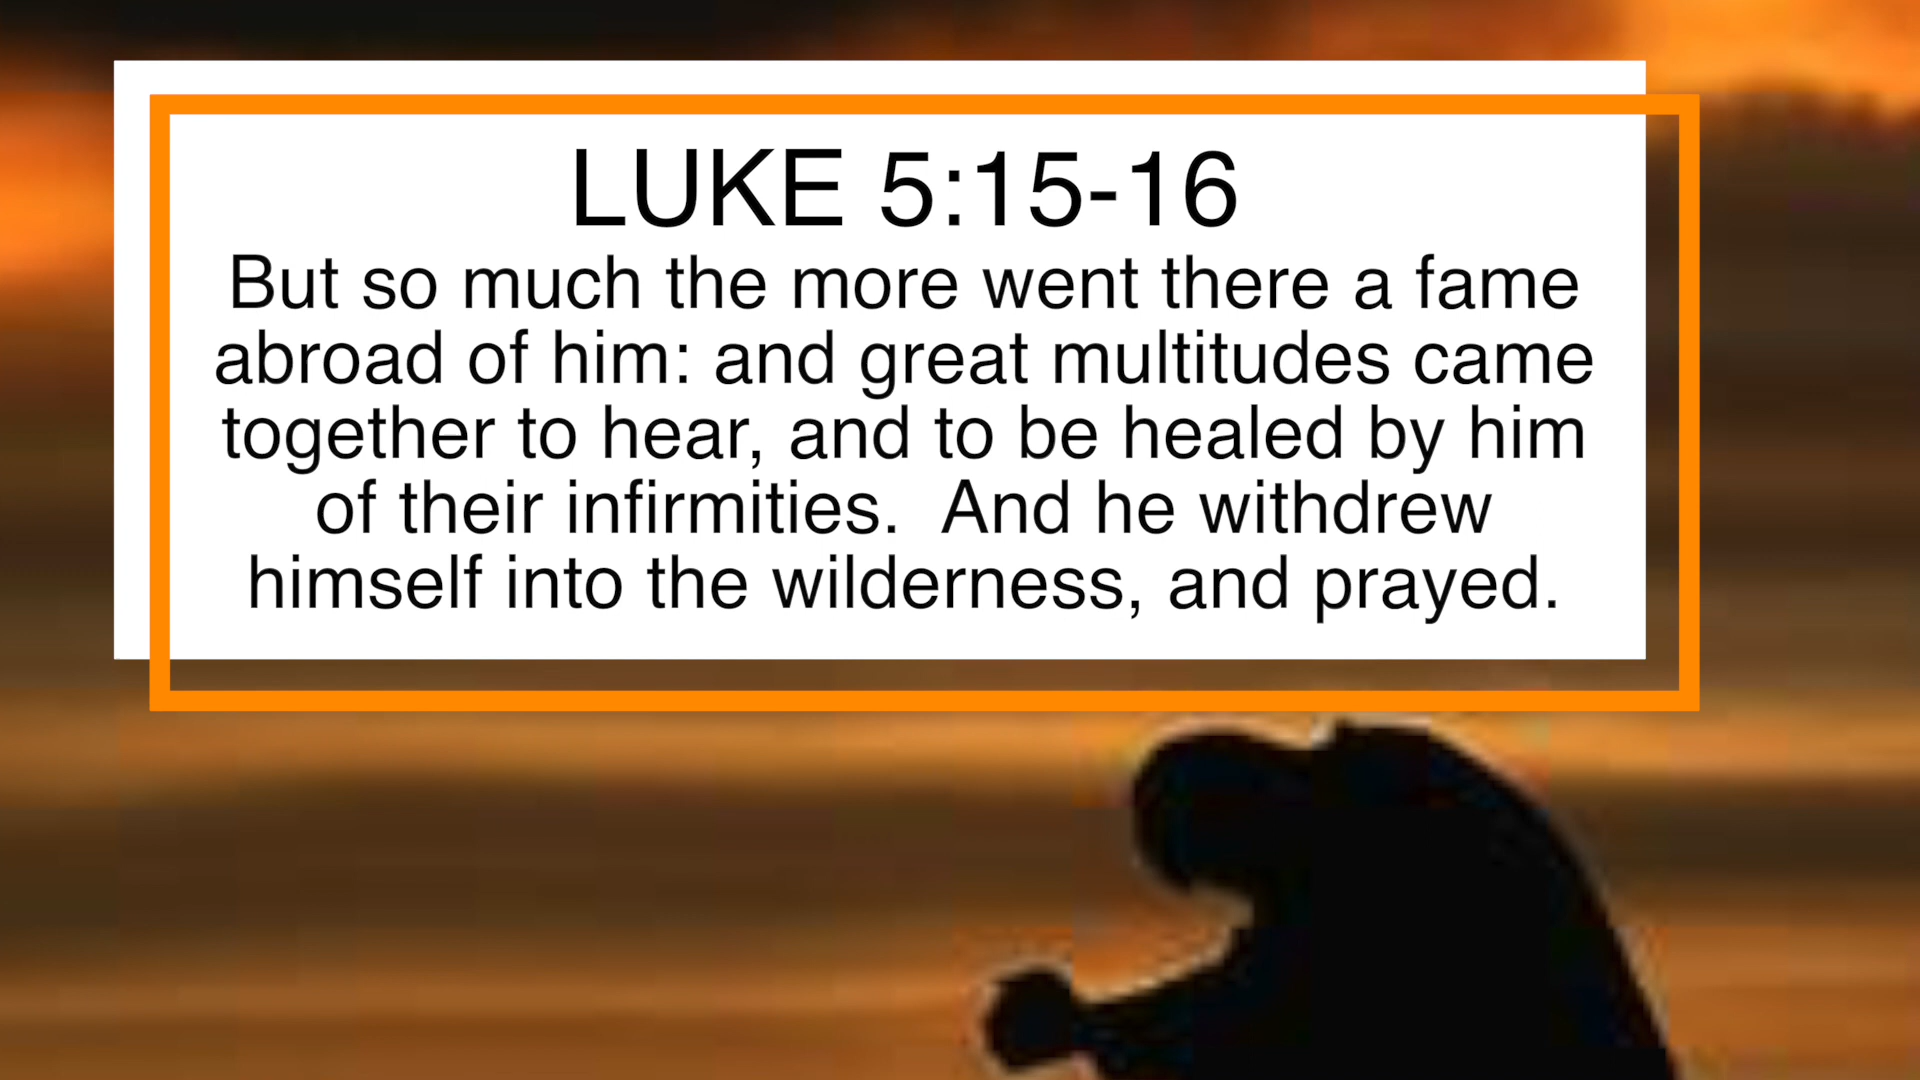 LUKE 5:15-16
But so much the more went there a fame
abroad of him: and great multitudes came
together to hear, and to be healed by him
of their infirmities.  And he withdrew
himself into the wilderness, and prayed.